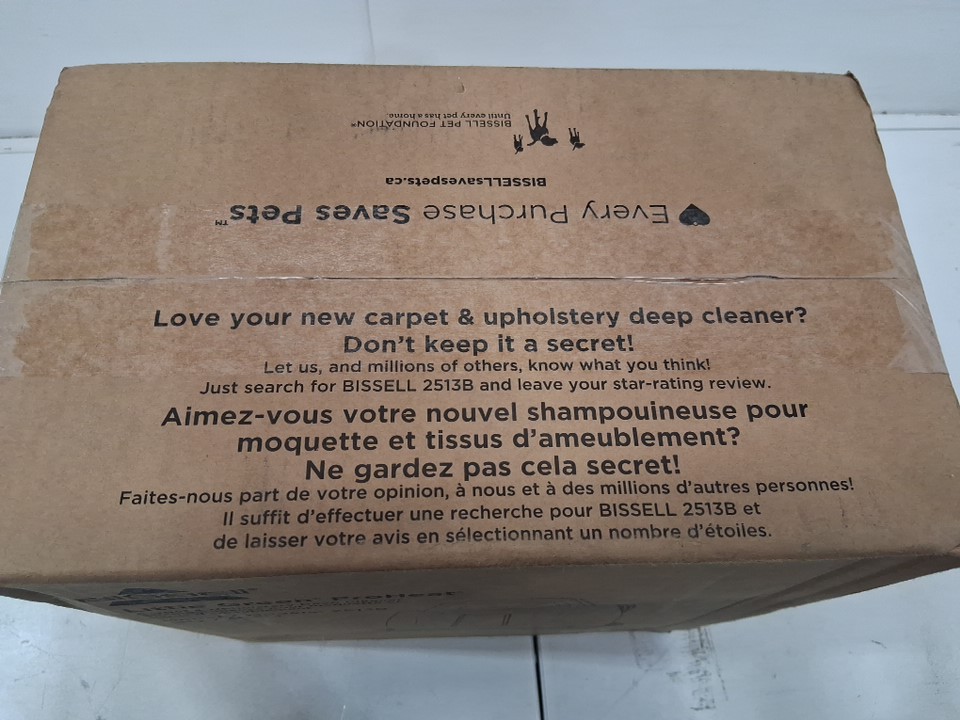 BISSELL PET FOUNDATION™
Until every pet has a home.
BISSELLsavespets.ca
Every Purchase Saves Pets™
Love your new carpet & upholstery deep cleaner?
Don't keep it a secret!
Let us, and millions of others, know what you think!
Just search for BISSELL 2513B and leave your star-rating review.
Aimez-vous votre nouvel shampouineuse pour
moquette et tissus d'ameublement?
Ne gardez pas cela secret!
Faites-nous part de votre opinion, à nous et à des millions d'autres personnes!
Il suffit d'effectuer une recherche pour BISSELL 2513B et
de laisser votre avis en sélectionnant un nombre d'étoiles.
Little Green® ProHeat®